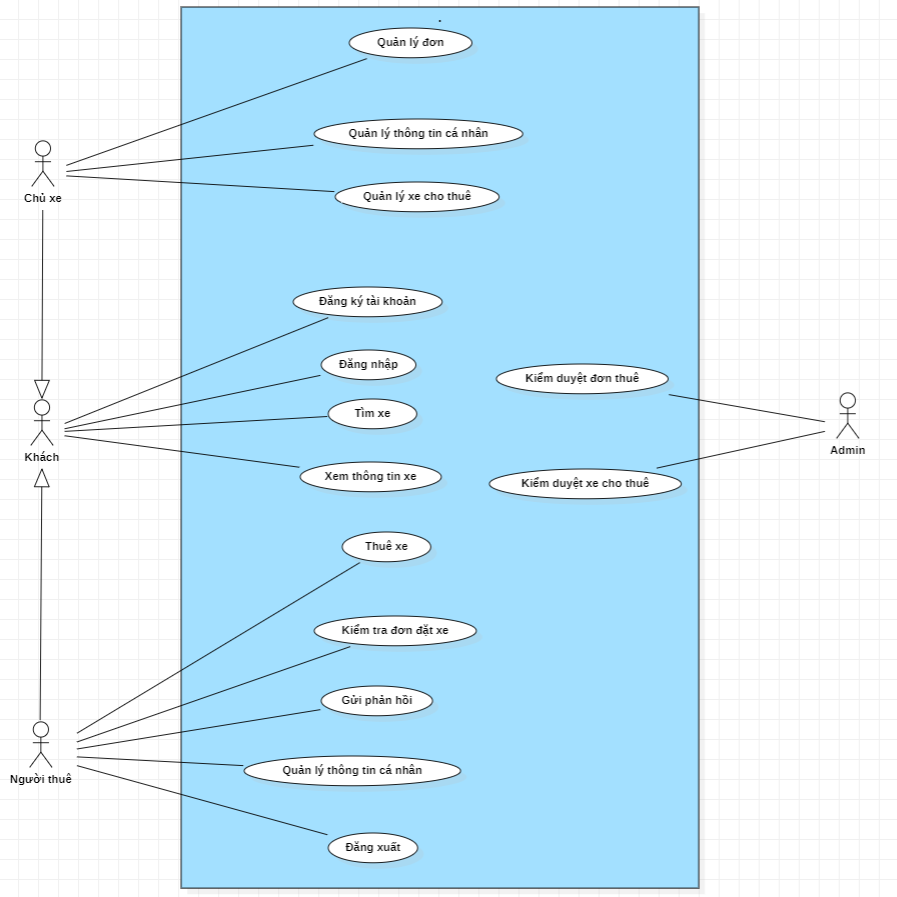 Quản lý đơn
Quản lý thông tin cá nhân
Quản lý xe cho thuê
Chủ xe
Đăng ký tài khoản
Đăng nhập
Kiểm duyệt đơn thuê
Tìm xe
Khách
Admin
Xem thông tin xe
Kiểm duyệt xe cho thuê
Thuê xe
Kiểm tra đơn đặt xe
Gửi phản hồi
Quản lý thông tin cá nhân
Người thuê
Đăng xuất